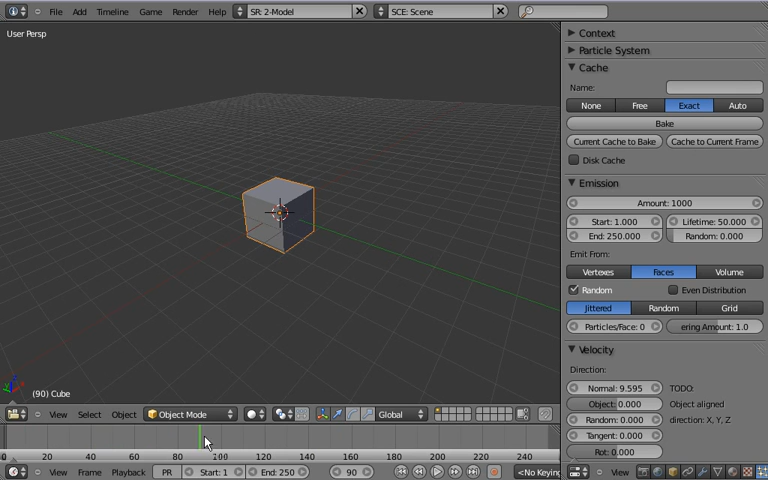 File Add Timeline Game Render Help SR: 2-Model SCE: Scene
User Persp
(90) Cube
View Select Object Object Mode Global
0 20 40 60 80 100 120 140 160 180 200 220 240
View Frame Playback PR Start: 1 End: 250 90 <No Keying
Context
Particle System
Cache
Name:
None Free Exact Auto
Bake
Current Cache to Bake Cache to Current Frame
Disk Cache
Emission
Amount: 1000
Start: 1.000 Lifetime: 50.000
End: 250.000 Random: 0.000
Emit From:
Vertexes Faces Volume
Random Even Distribution
Jittered Random Grid
Particles/Face: 0 ering Amount: 1.0
Velocity
Direction:
Normal: 9.595 TODO:
Object: 0.000 Object aligned
Random: 0.000 direction: X, Y, Z
Tangent: 0.000
Rot: 0.000
View